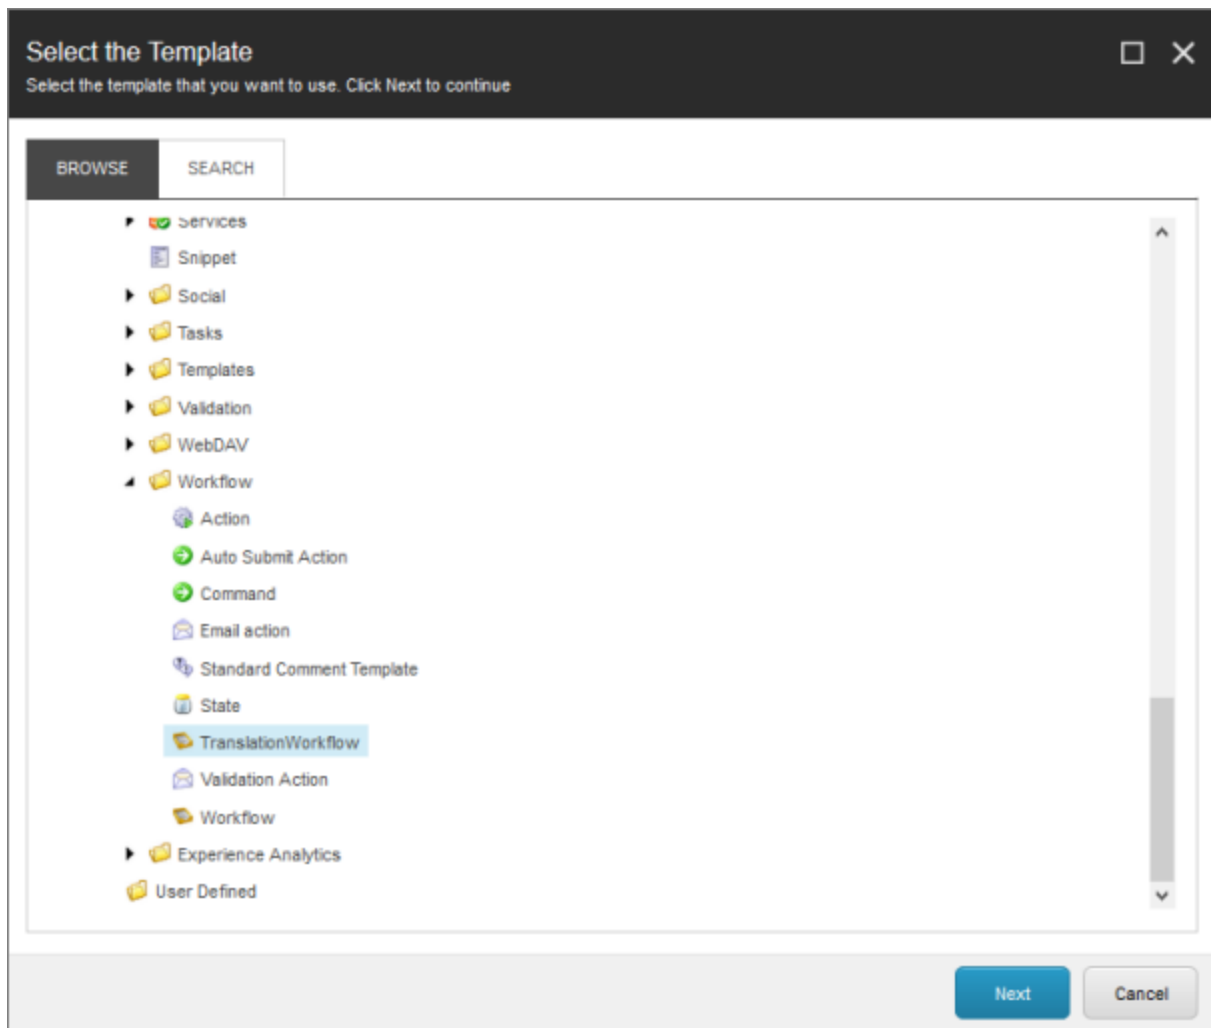 Select the Template
Select the template that you want to use. Click Next to continue
BROWSE SEARCH
Services
Snippet
Social
Tasks
Templates
Validation
WebDAV
Workflow
Action
Auto Submit Action
Command
Email action
Standard Comment Template
State
TranslationWorkflow
Validation Action
Workflow
Experience Analytics
User Defined
Next Cancel